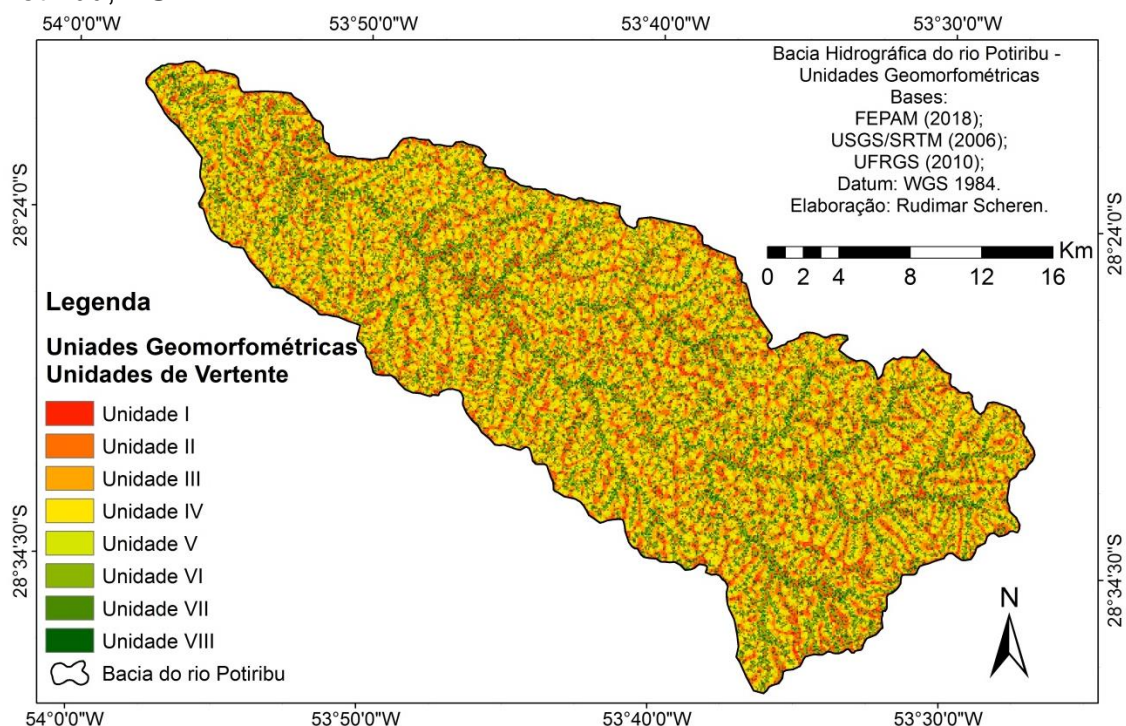 54°0'0"W 53°50'0"W 53°40'0"W 53°30'0"W
Bacia Hidrográfica do rio Potiribu -
Unidades Geomorfométricas
Bases:
FEPAM (2018);
USGS/SRTM (2006);
UFRGS (2010);
Datum: WGS 1984.
Elaboração: Rudimar Scheren.
28°24'0"S
28°24'0"S
Km
0 2 4 8 12 16
Legenda
Uniades Geomorfométricas
Unidades de Vertente
Unidade I
Unidade II
Unidade III
Unidade IV
Unidade V
Unidade VI
Unidade VII
Unidade VIII
Bacia do rio Potiribu
28°34'30"S
28°34'30"S
N
54°0'0"W 53°50'0"W 53°40'0"W 53°30'0"W